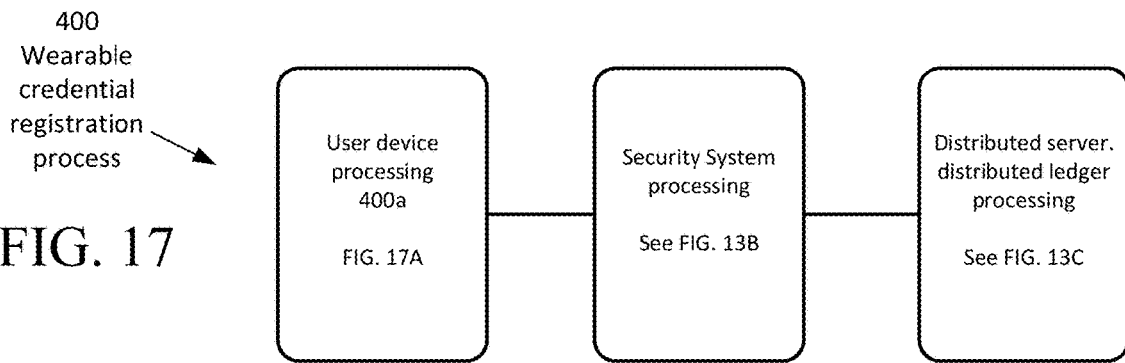 400
Wearable
credential
registration
process
FIG. 17
User device
processing
400a
FIG. 17A
Security System
processing
See FIG. 13B
Distributed server.
distributed ledger
processing
See FIG. 13C